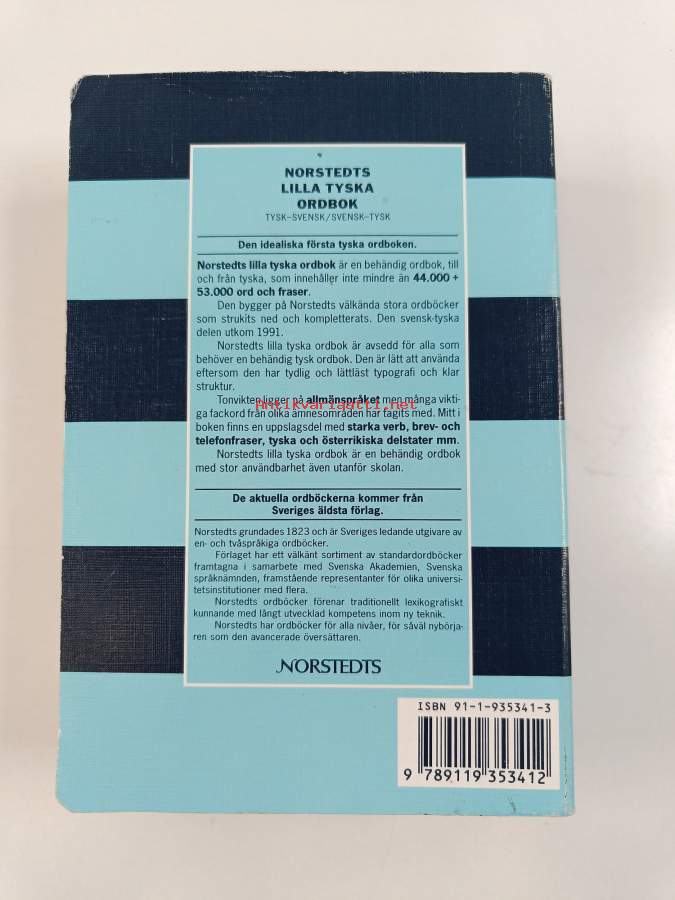 NORSTEDTS
LILLA TYSKA
ORDBOK
TYSK–SVENSK/SVENSK–TYSK
Den idealiska första tyska ordboken.
Norstedts lilla tyska ordbok är en behändig ordbok, till
och från tyska, som innehåller inte mindre än 44.000 +
53.000 ord och fraser.
Den bygger på Norstedts välkända stora ordböcker
som strukits ned och kompletterats. Den svensk-tyska
delen utkom 1991.
Norstedts lilla tyska ordbok är avsedd för alla som
behöver en behändig tysk ordbok. Den är lätt att använda
eftersom den har tydlig och lättläst typografi och klar
struktur.
Tonvikten ligger på allmänspråket men många vikti-
ga fackord från olika ämnesområden har tagits med. Mitt i
Antikvariaatti.net
boken finns en uppslagsdel med starka verb, brev- och
telefonfraser, tyska och österrikiska delstater mm.
Norstedts lilla tyska ordbok är en behändig ordbok
med stor användbarhet även utanför skolan.
De aktuella ordböckerna kommer från
Sveriges äldsta förlag.
Norstedts grundades 1823 och är Sveriges ledande utgivare av
en- och tvåspråkiga ordböcker.
Förlaget har ett välkänt sortiment av standardordböcker
framtagna i samarbete med Svenska Akademien, Svenska
språknämnden, framstående representanter för olika universi-
tetsinstitutioner med flera.
Norstedts ordböcker förenar traditionellt lexikografiskt
kunnande med långt utvecklad kompetens inom ny teknik.
Norstedts har ordböcker för alla nivåer, för såväl nybörja-
ren som den avancerade översättaren.
NORSTEDTS
ISBN 91-1-935341-3
9 789119 353412